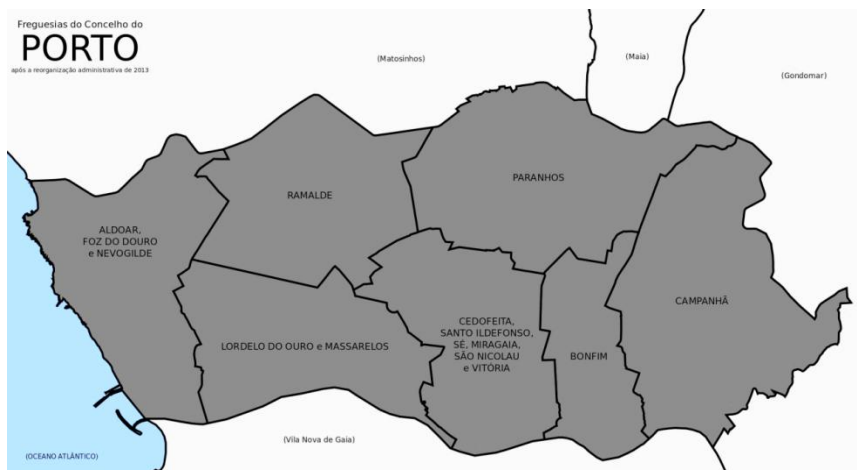 Freguesias do Concelho do
PORTO
após a reorganização administrativa de 2013
(Matosinhos)
(Maia)
(Gondomar)
PARANHOS
RAMALDE
ALDOAR,
FOZ DO DOURO
e NEVOGILDE
CAMPANHÃ
CEDOFEITA,
SANTO ILDEFONSO,
SÉ, MIRAGAIA,
SÃO NICOLAU
e VITÓRIA
LORDELO DO OURO e MASSARELOS
BONFIM
(Vila Nova de Gaia)
(OCEANO ATLÂNTICO)